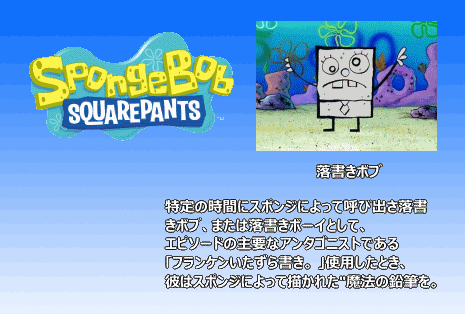 SPONGEBOB
SQUAREPANTS
落書きボブ
特定の時間にスポンジによって呼び出さ落書
きボブ、または落書きボーイとして、
エピソードの主要なアンタゴニストである
「フランケンいたずら書き。」使用したとき、
彼はスポンジによって描かれた“魔法の鉛筆を。